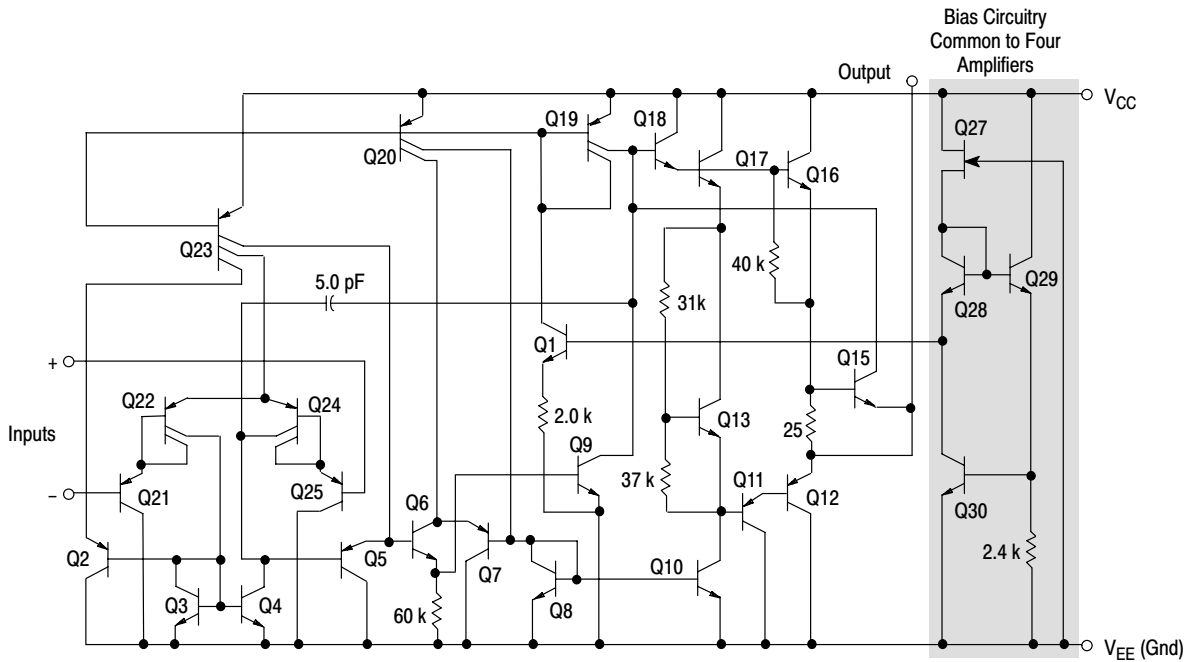 Bias Circuitry
Common to Four
Amplifiers
Output
VCC
Q19
Q18
Q27
Q20
Q17
Q16
Q23
5.0 pF
40 k
31k
Q28
Q29
+
Q1
Q15
Q22
Q24
2.0 k
Q13
25
Inputs
Q9
37 k
Q11
−
Q21
Q25
Q12
Q6
Q30
Q2
Q5
Q7
Q10
2.4 k
Q3
Q4
60 k
Q8
VEE (Gnd)